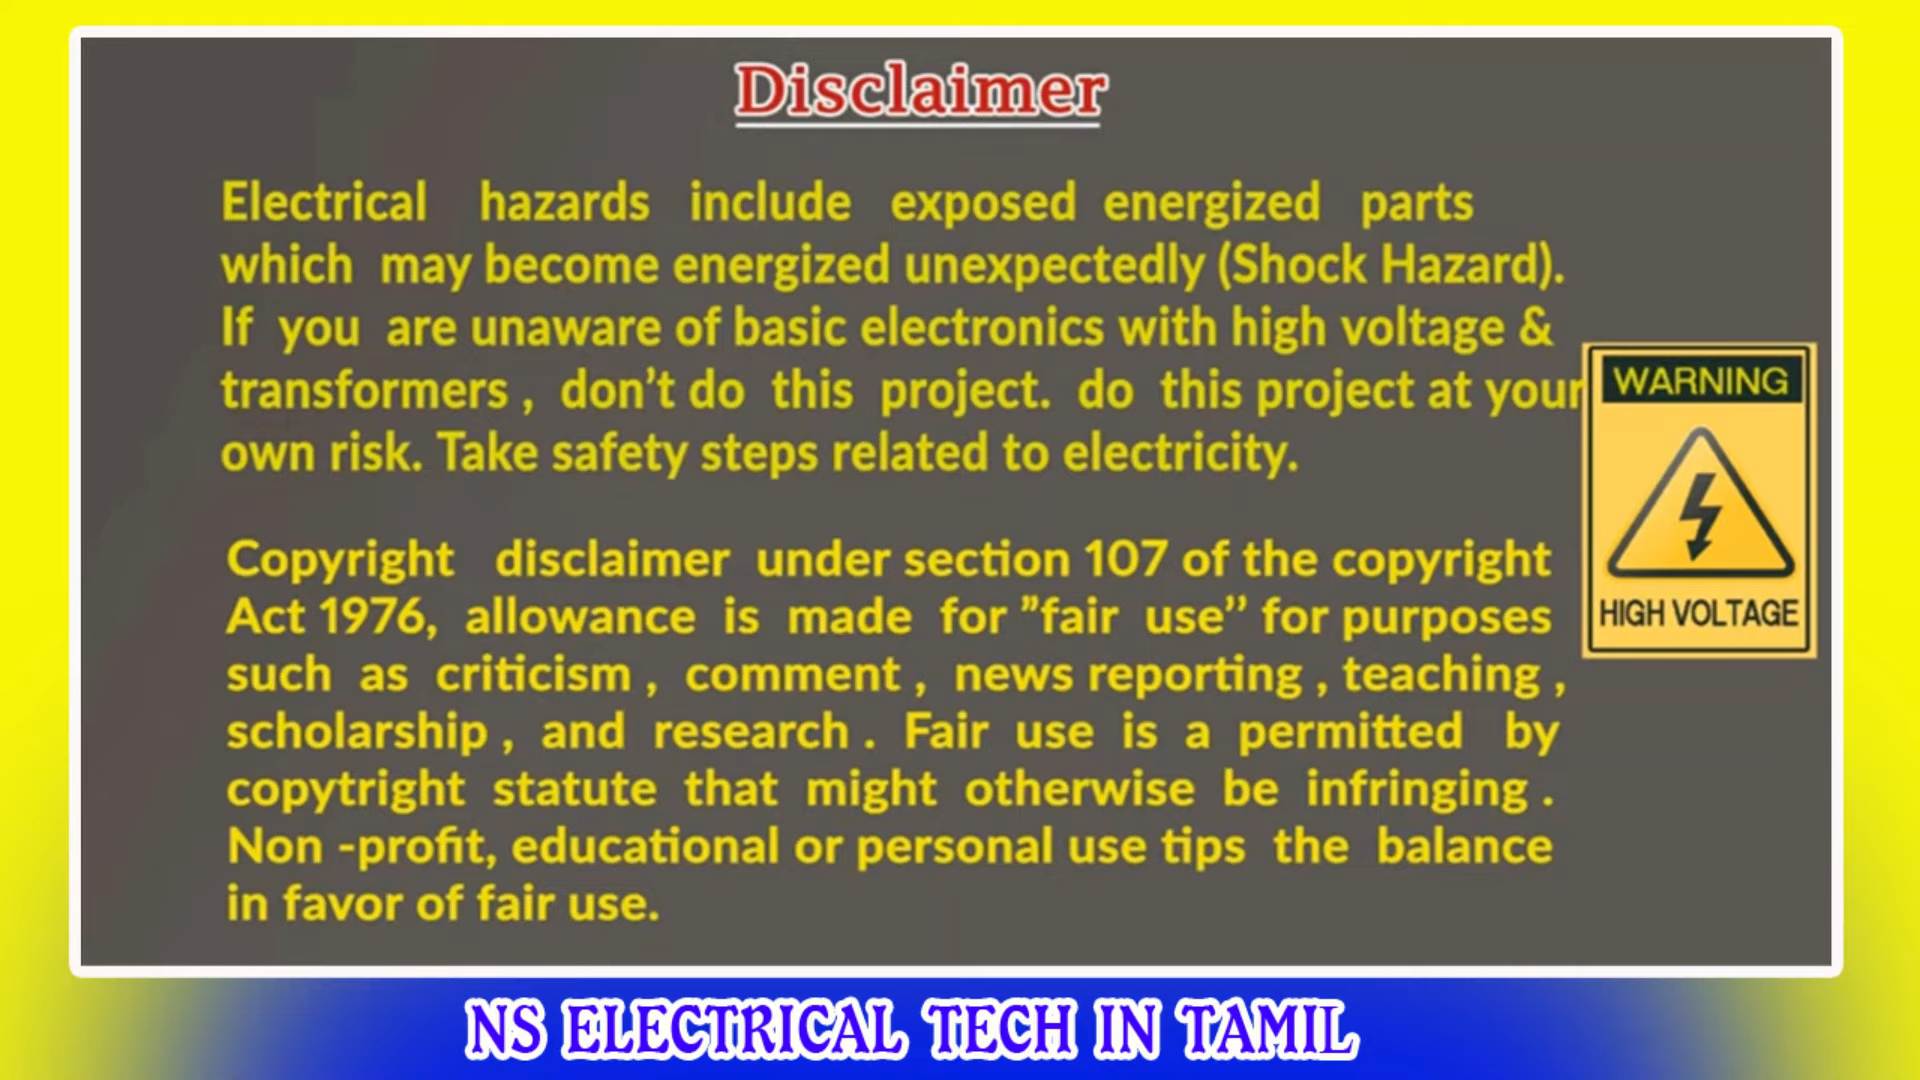 Disclaimer
Electrical hazards include exposed energized parts
which may become energized unexpectedly (Shock Hazard).
If you are unaware of basic electronics with high voltage &
transformers , don’t do this project. do this project at your
own risk. Take safety steps related to electricity.
WARNING
HIGH VOLTAGE
Copyright disclaimer under section 107 of the copyright
Act 1976, allowance is made for ”fair use’’ for purposes
such as criticism , comment , news reporting , teaching ,
scholarship , and research . Fair use is a permitted by
copytright statute that might otherwise be infringing .
Non -profit, educational or personal use tips the balance
in favor of fair use.
NS ELECTRICAL TECH IN TAMIL